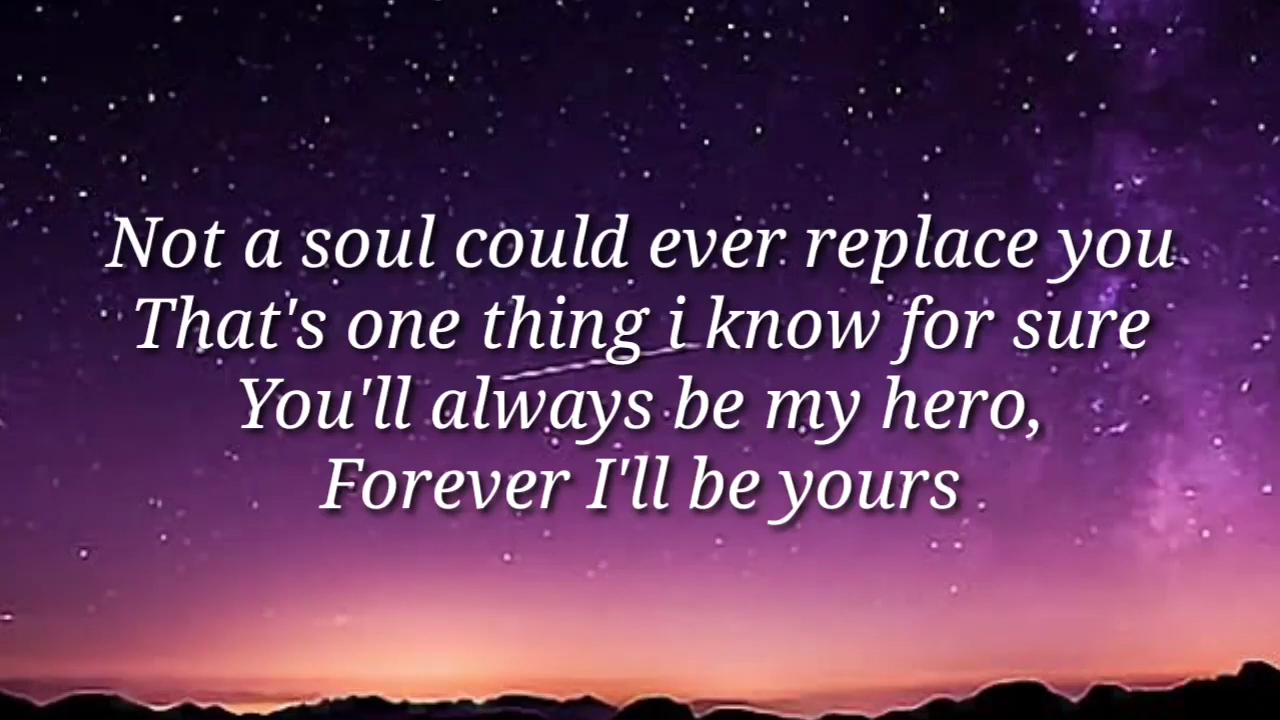 Not a soul could ever replace you
That's one thing i know for sure
You'll always be my hero,
Forever I'll be yours